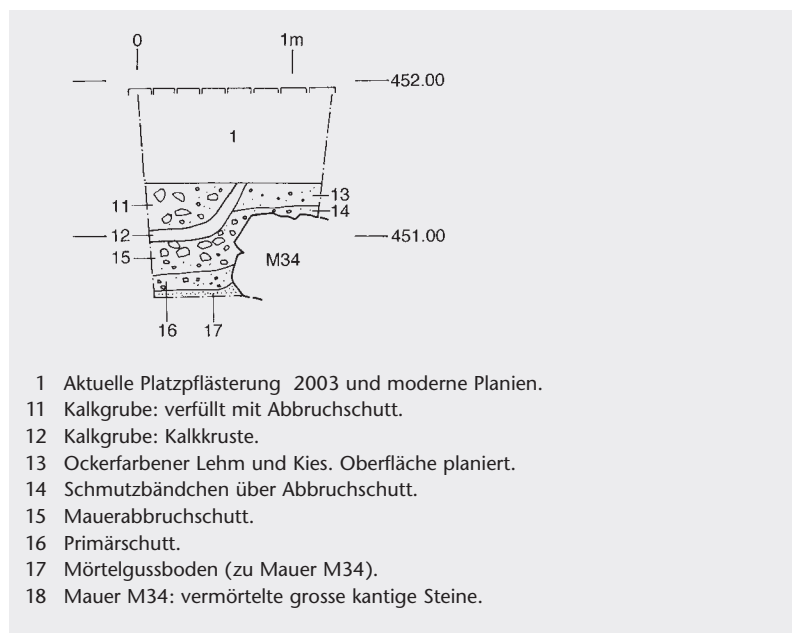 0 1m
452.00
1
11 13
14
12 451.00
15 M34
16 17
1 Aktuelle Platzpflästerung 2003 und moderne Planien.
11 Kalkgrube: verfüllt mit Abbruchschutt.
12 Kalkgrube: Kalkkruste.
13 Ockerfarbener Lehm und Kies. Oberfläche planiert.
14 Schmutzbändchen über Abbruchschutt.
15 Mauerabbruchschutt.
16 Primärschutt.
17 Mörtelgussboden (zu Mauer M34).
18 Mauer M34: vermörtelte grosse kantige Steine.